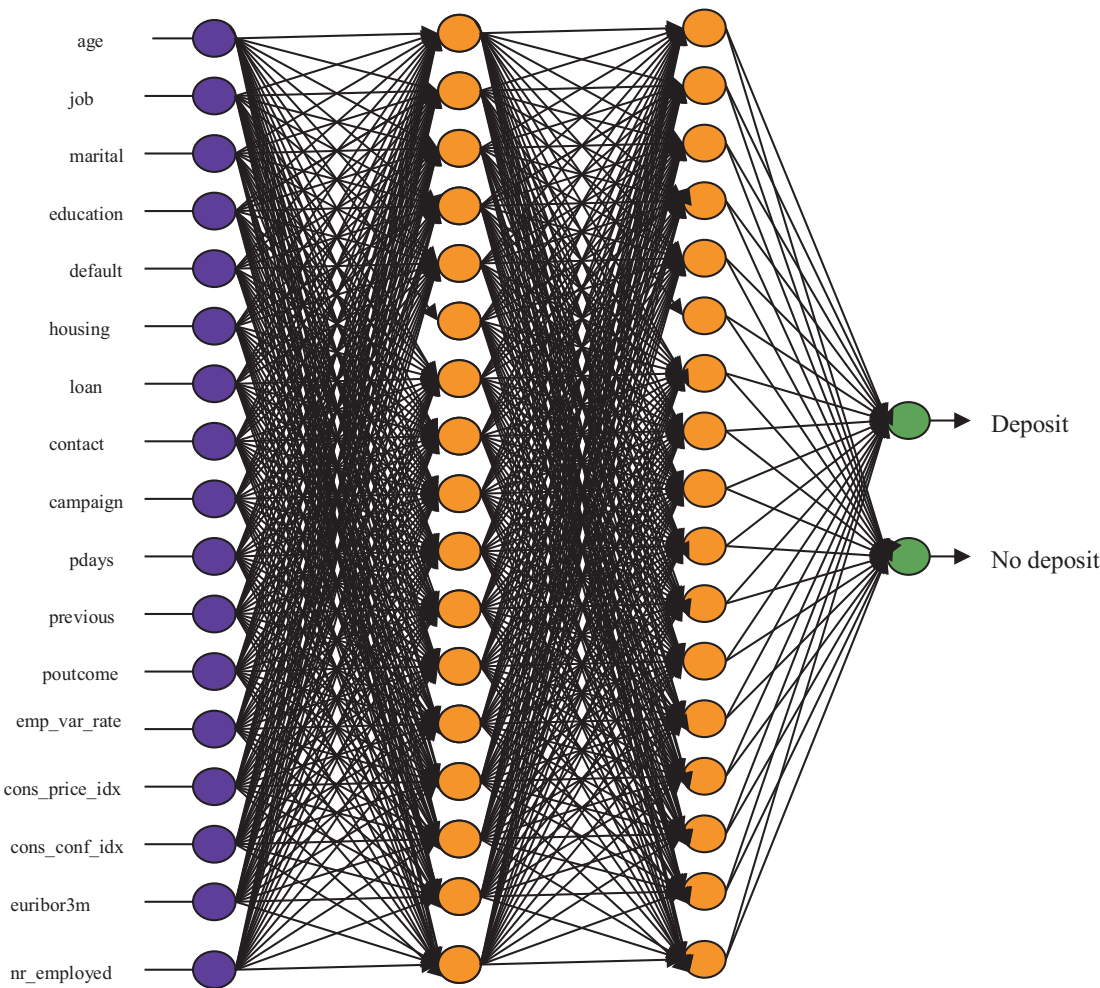 age
job
marital
education
default
housing
loan
contact
campaign
pdays
previous
poutcome
emp_var_rate
cons_price_idx
cons_conf_idx
euribor3m
nr_employed
Deposit
No deposit